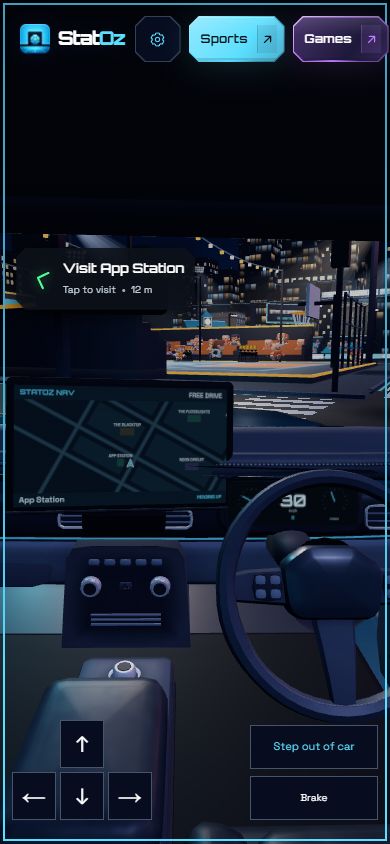 StatOz
Sports
Games
Visit App Station
Tap to visit • 12 m
STATOZ NAV
FREE DRIVE
THE FLOODLIGHTS
THE BLACKTOP
APP STATION
NEON CIRCUIT
App Station
HEADING UP
30
Step out of car
Brake